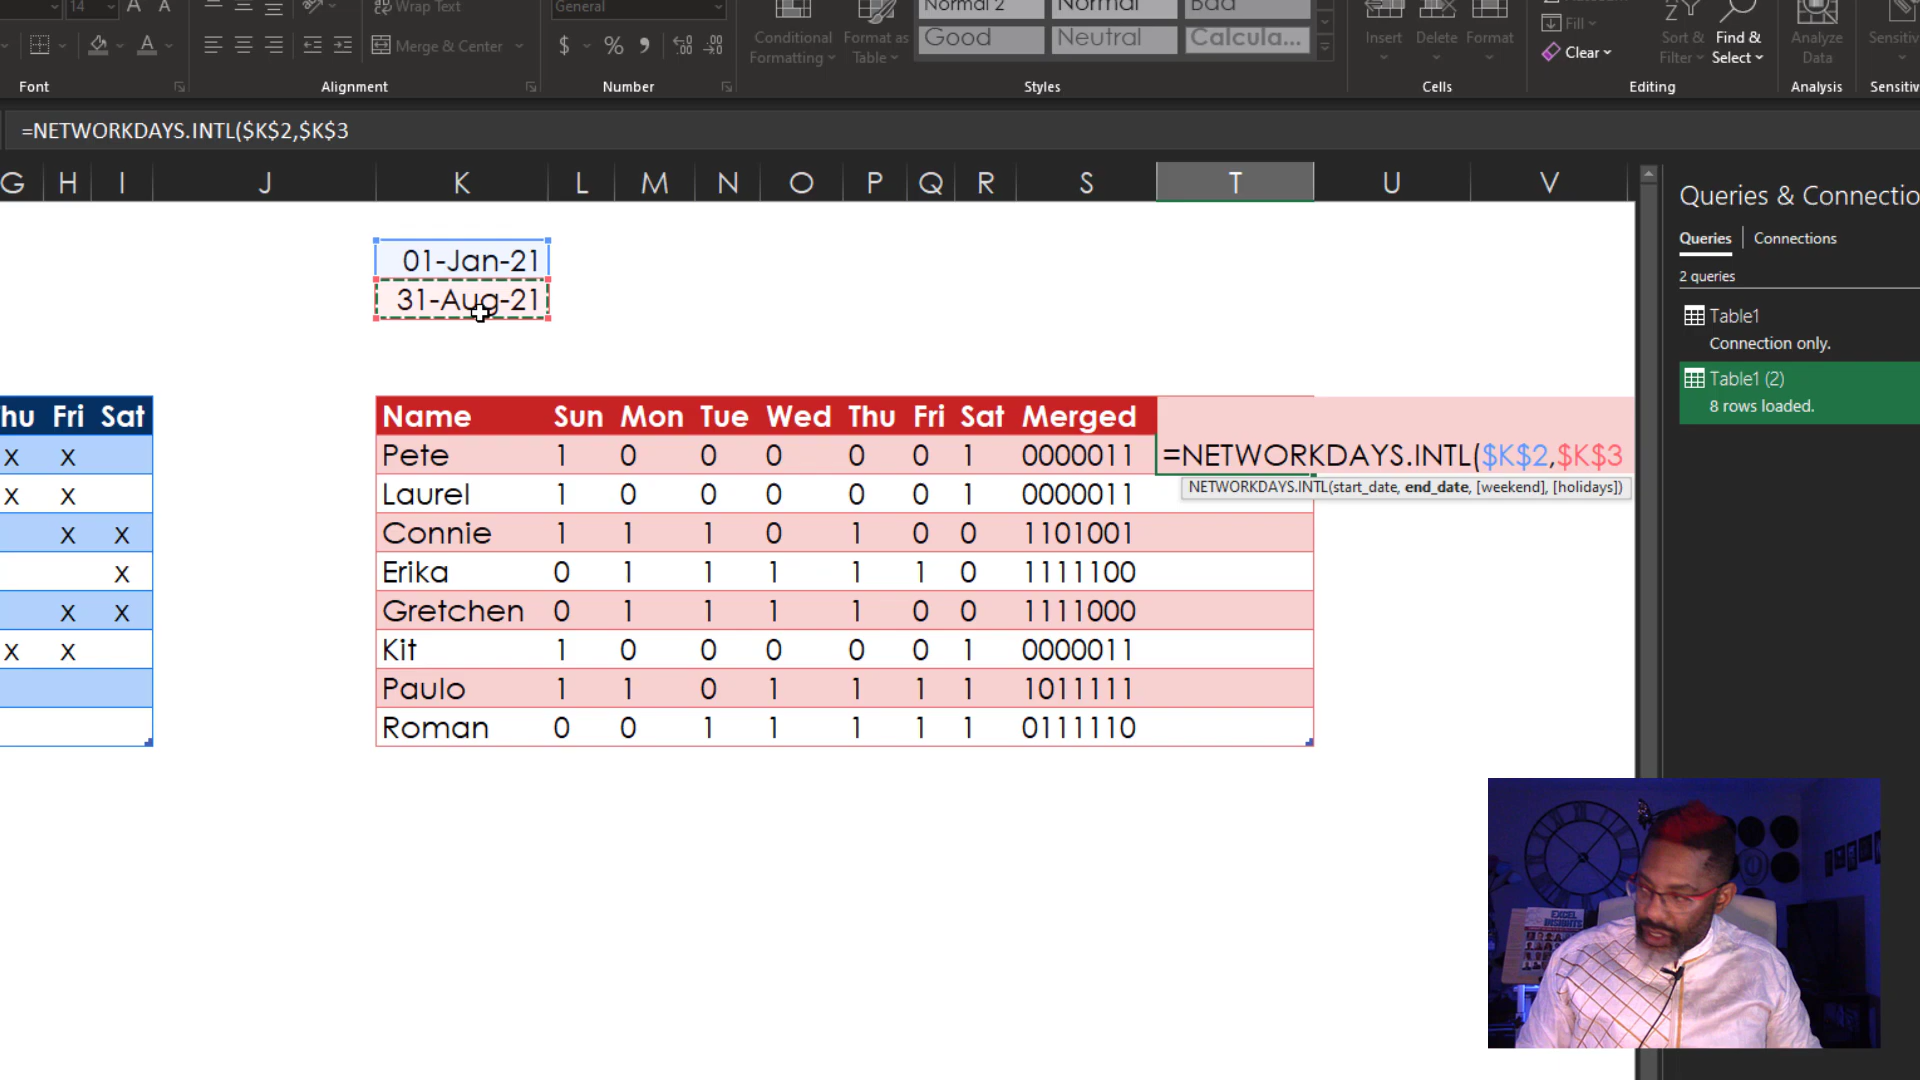 14 A A
Wrap Text
General
Normal 2 Normal Bad
Good Neutral Calcula...
Merge & Center
$ % 9
Conditional Formatting
Format as Table
Insert Delete Format
Fill
Clear
Sort & Filter
Find & Select
Analyze Data
Sensitiv
Font Alignment Number Styles Cells Editing Analysis Sensitiv
=NETWORKDAYS.INTL($K$2,$K$3
G H I J K L M N O P Q R S T U V
01-Jan-21
31-Aug-21
hu Fri Sat
x x
x x
x x
x
x x
x x
Name Sun Mon Tue Wed Thu Fri Sat Merged
Pete 1 0 0 0 0 0 1 0000011 =NETWORKDAYS.INTL($K$2,$K$3
NETWORKDAYS.INTL(start_date, end_date, [weekend], [holidays])
Laurel 1 0 0 0 0 0 1 0000011
Connie 1 1 1 0 1 0 0 1101001
Erika 0 1 1 1 1 1 0 1111100
Gretchen 0 1 1 1 1 0 0 1111000
Kit 1 0 0 0 0 0 1 0000011
Paulo 1 1 0 1 1 1 1 1011111
Roman 0 0 1 1 1 1 1 0111110
Queries & Connectio
Queries Connections
2 queries
Table1
Connection only.
Table1 (2)
8 rows loaded.
EXCEL
INSIGHTS